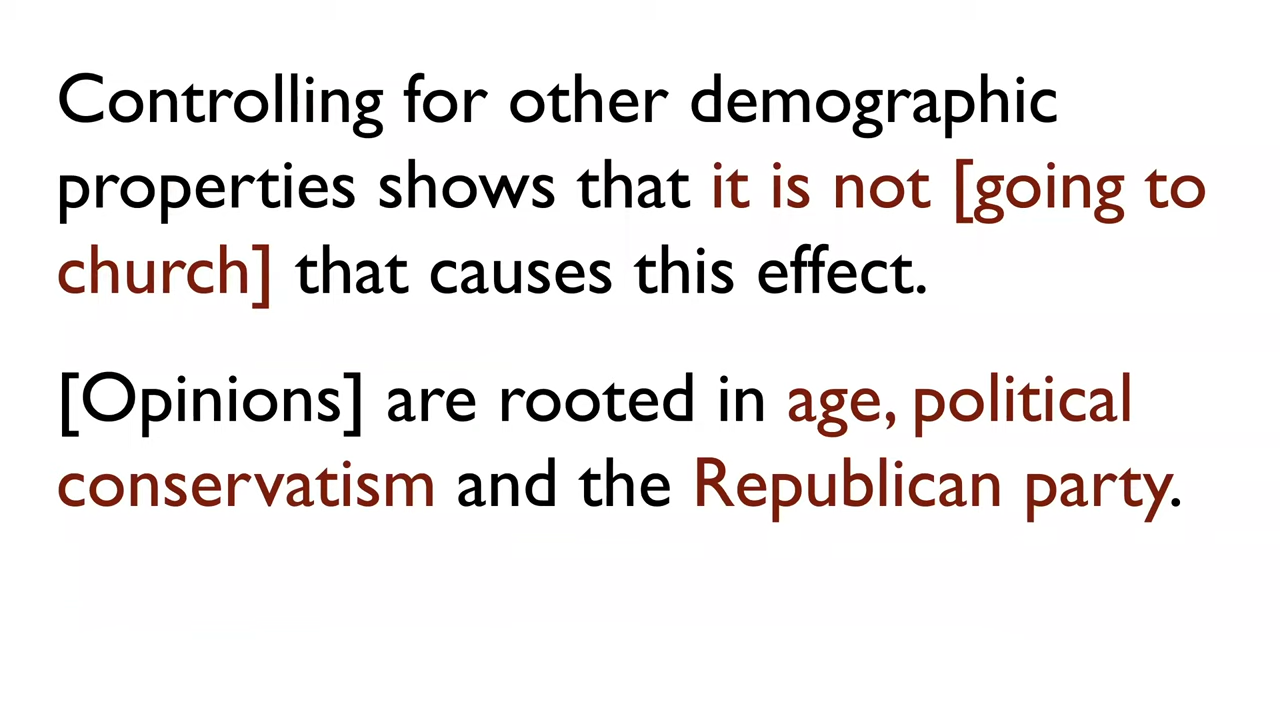 Controlling for other demographic
properties shows that it is not [going to
church] that causes this effect.
[Opinions] are rooted in age, political
conservatism and the Republican party.